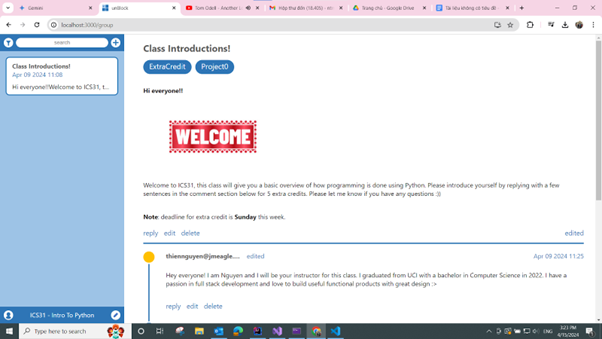 Gemini
uniBlock
Tom Odell - Another Lo
Hộp thư đến (18.425) - m
Trang chủ - Google Drive
Tài liệu không có tiêu đề
localhost:3000/group
search
Class Introductions!
Apr 09 2024 11:08
Hi everyone!!Welcome to ICS31, t...
ICS31 - Intro To Python
Class Introductions!
ExtraCredit Project0
Hi everyone!!
WELCOME
Welcome to ICS31, this class will give you a basic overview of how programming is done using Python. Please introduce yourself by replying with a few
sentences in the comment section below for 5 extra credits. Please let me know if you have any questions :))
Note: deadline for extra credit is Sunday this week.
reply edit delete edited
thiennguyen@jmeagle.... edited Apr 09 2024 11:25
Hey everyone! I am Nguyen and I will be your instructor for this class. I graduated from UCI with a bachelor in Computer Science in 2022. I have a
passion in full stack development and love to build useful functional products with great design :>
reply edit delete
Type here to search
ENG
3:21 PM
4/15/2024